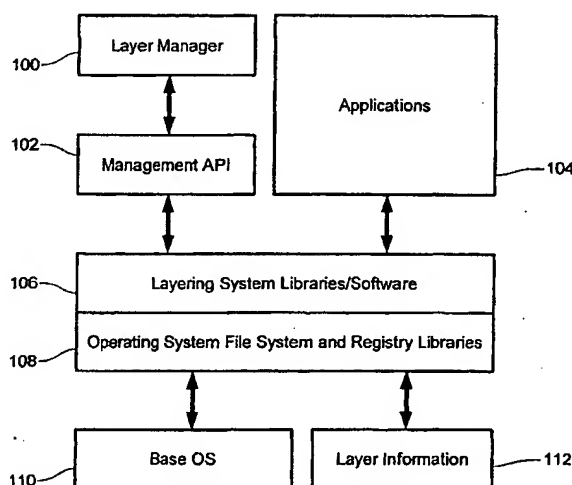 100
Layer Manager
Applications
102
Management API
104
106
Layering System Libraries/Software
108
Operating System File System and Registry Libraries
110
Base OS
Layer Information
112